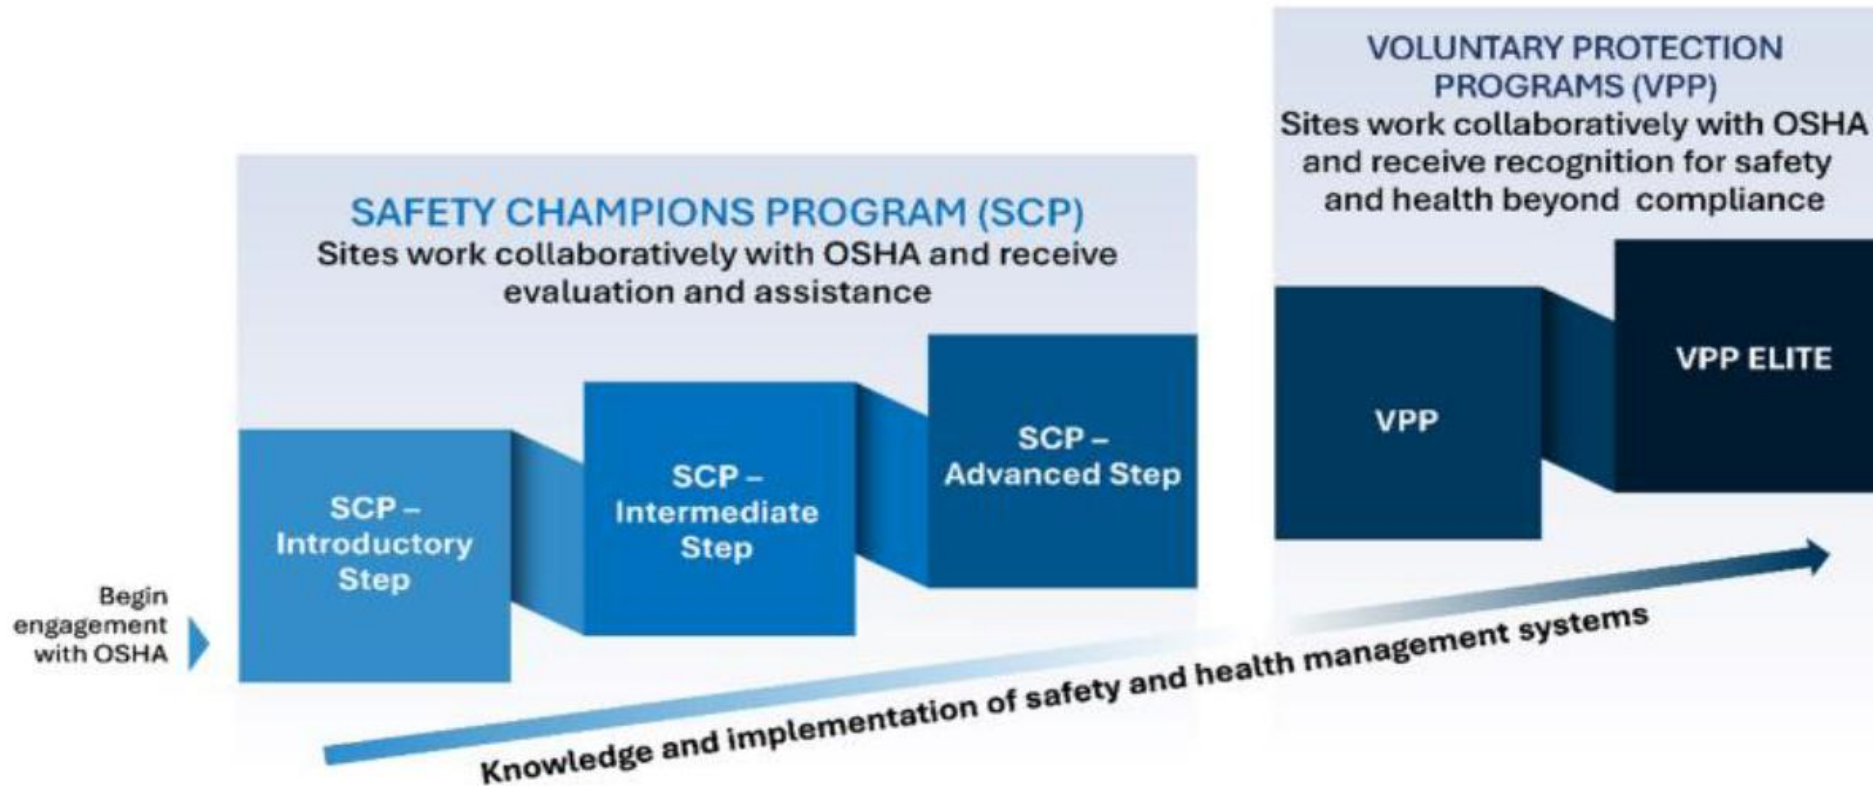 VOLUNTARY PROTECTION
PROGRAMS (VPP)
Sites work collaboratively with OSHA
and receive recognition for safety
and health beyond compliance
SAFETY CHAMPIONS PROGRAM (SCP)
Sites work collaboratively with OSHA and receive
evaluation and assistance
SCP –
Introductory
Step
SCP –
Intermediate
Step
SCP –
Advanced Step
VPP
VPP ELITE
Begin
engagement
with OSHA
Knowledge and implementation of safety and health management systems